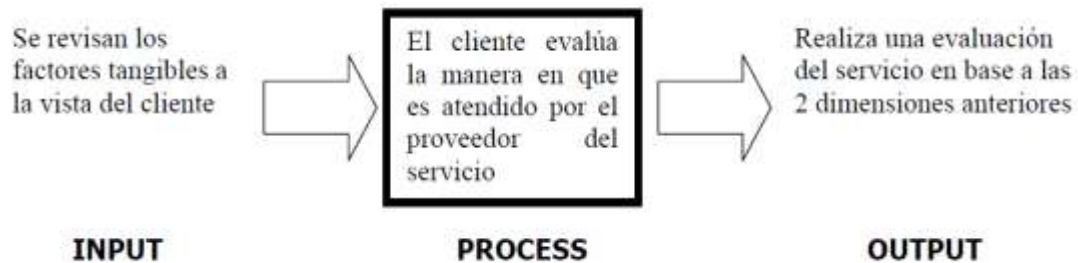 Se revisan los
factores tangibles a
la vista del cliente
El cliente evalúa
la manera en que
es atendido por el
proveedor del
servicio
Realiza una evaluación
del servicio en base a las
2 dimensiones anteriores
INPUT
PROCESS
OUTPUT